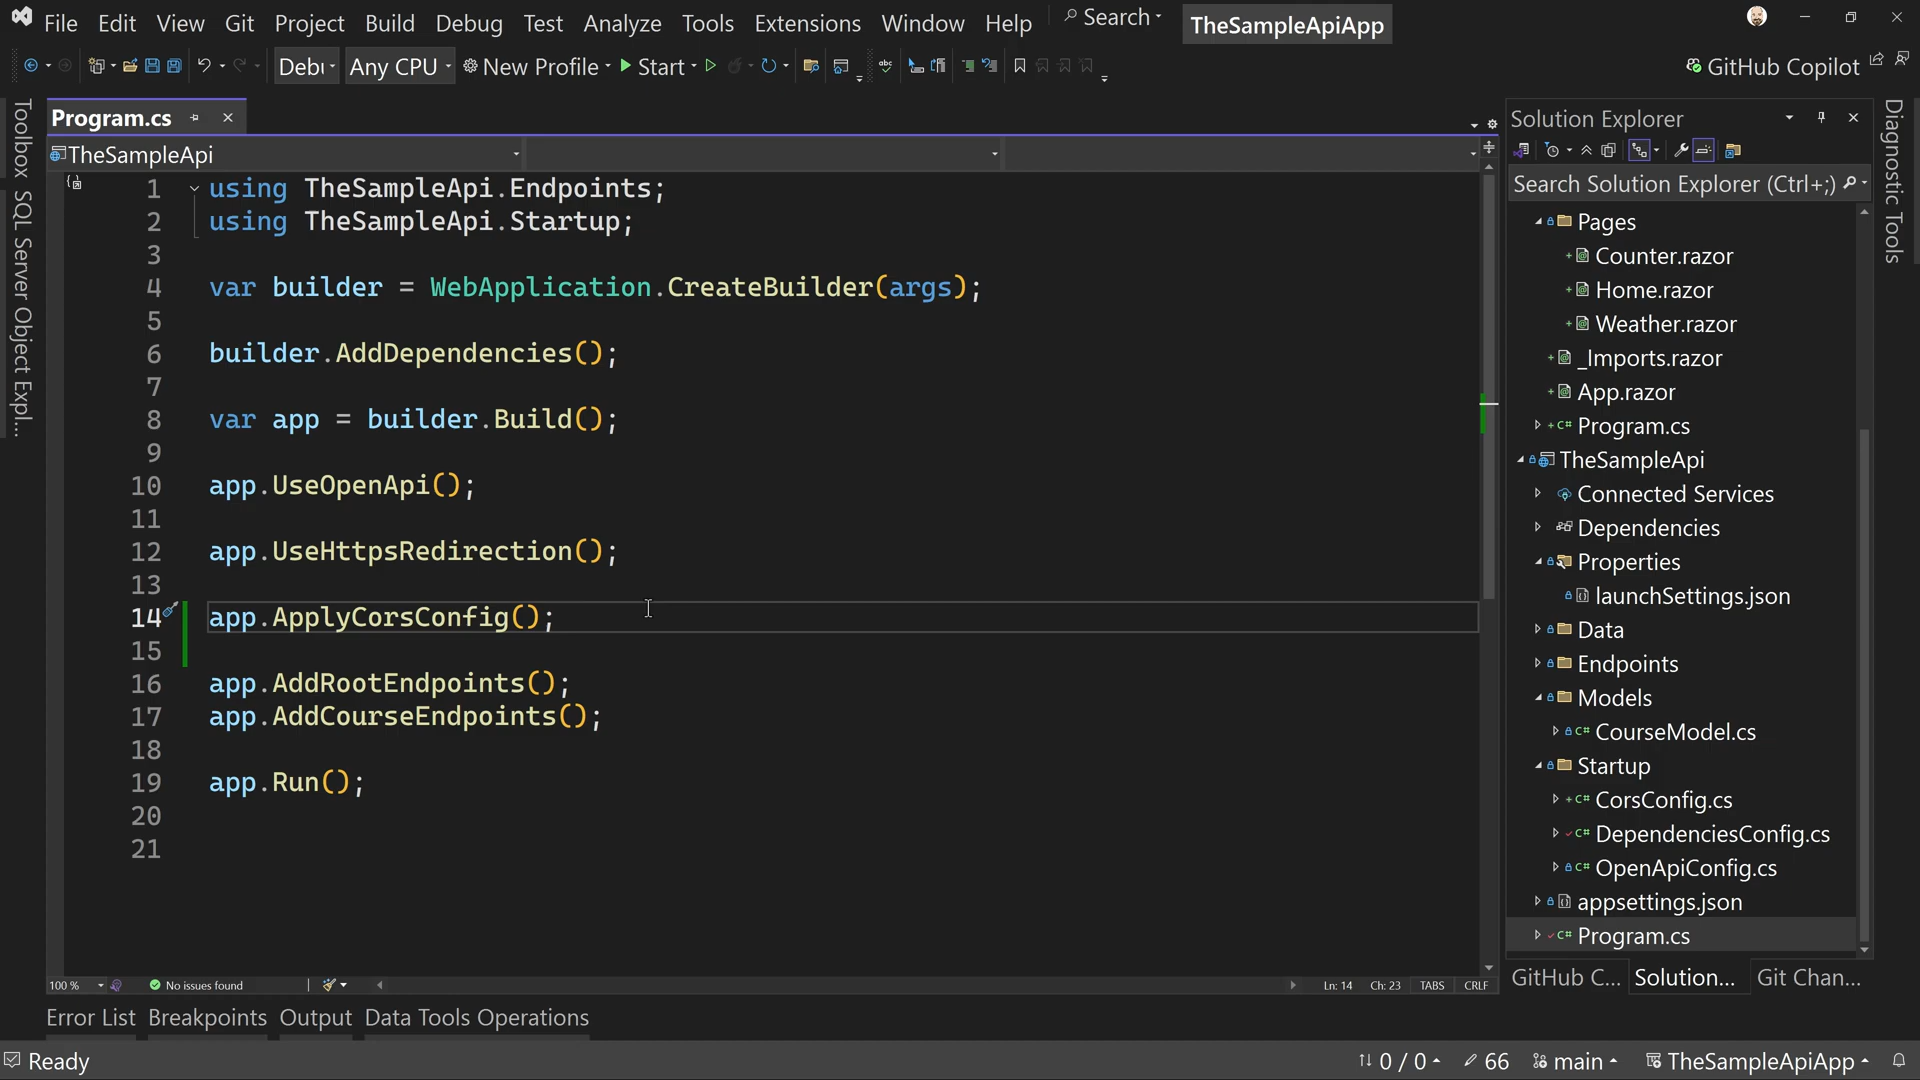 File Edit View Git Project Build Debug Test Analyze Tools Extensions Window Help Search TheSampleApiApp
Debu Any CPU New Profile Start GitHub Copilot
Toolbox
SQL Server Object Expl...
Program.cs
TheSampleApi
1 using TheSampleApi.Endpoints;
2 using TheSampleApi.Startup;
3
4 var builder = WebApplication.CreateBuilder(args);
5
6 builder.AddDependencies();
7
8 var app = builder.Build();
9
10 app.UseOpenApi();
11
12 app.UseHttpsRedirection();
13
14 app.ApplyCorsConfig();
15
16 app.AddRootEndpoints();
17 app.AddCourseEndpoints();
18
19 app.Run();
20
21
100 % No issues found Ln: 14 Ch: 23 TABS CRLF
Solution Explorer
Search Solution Explorer (Ctrl+;)
Pages
Counter.razor
Home.razor
Weather.razor
_Imports.razor
App.razor
Program.cs
TheSampleApi
Connected Services
Dependencies
Properties
launchSettings.json
Data
Endpoints
Models
CourseModel.cs
Startup
CorsConfig.cs
DependenciesConfig.cs
OpenApiConfig.cs
appsettings.json
Program.cs
GitHub C... Solution... Git Chan...
Diagnostic Tools
Error List Breakpoints Output Data Tools Operations
Ready 0 / 0 66 main TheSampleApiApp